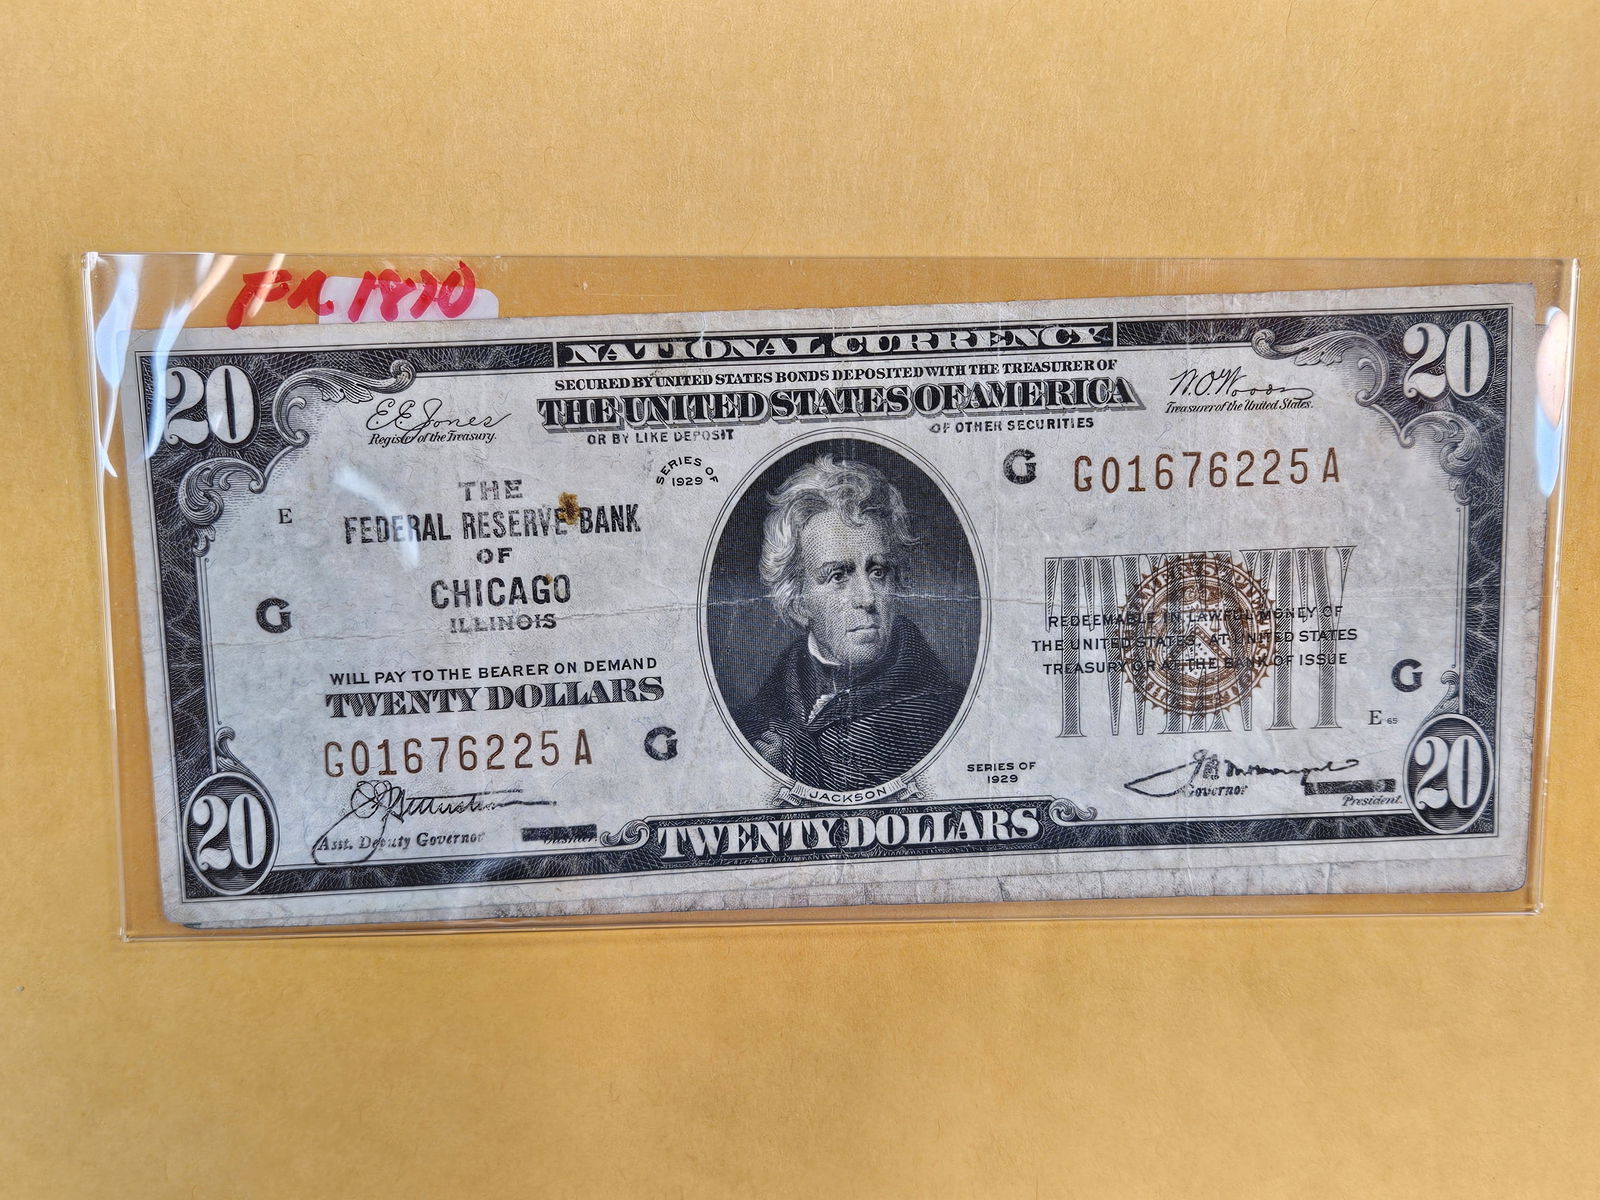 FR. 1870
NATIONAL CURRENCY
SECURED BY UNITED STATES BONDS DEPOSITED WITH THE TREASURER OF
THE UNITED STATES OF AMERICA
OR BY LIKE DEPOSIT OF OTHER SECURITIES
20
20
E.E. Jones
Register of the Treasury.
W.O. Woods
Treasurer of the United States.
SERIES OF
1929
G G01676225A
E
THE
FEDERAL RESERVE BANK
OF
CHICAGO
ILLINOIS
G
TWENTY
REDEEMABLE IN LAWFUL MONEY OF
THE UNITED STATES AT UNITED STATES
TREASURY OR AT THE BANK OF ISSUE
G
E 65
WILL PAY TO THE BEARER ON DEMAND
TWENTY DOLLARS
G01676225A G
SERIES OF
1929
JACKSON
Asst. Deputy Governor
Cashier.
Governor
President.
20
TWENTY DOLLARS
20